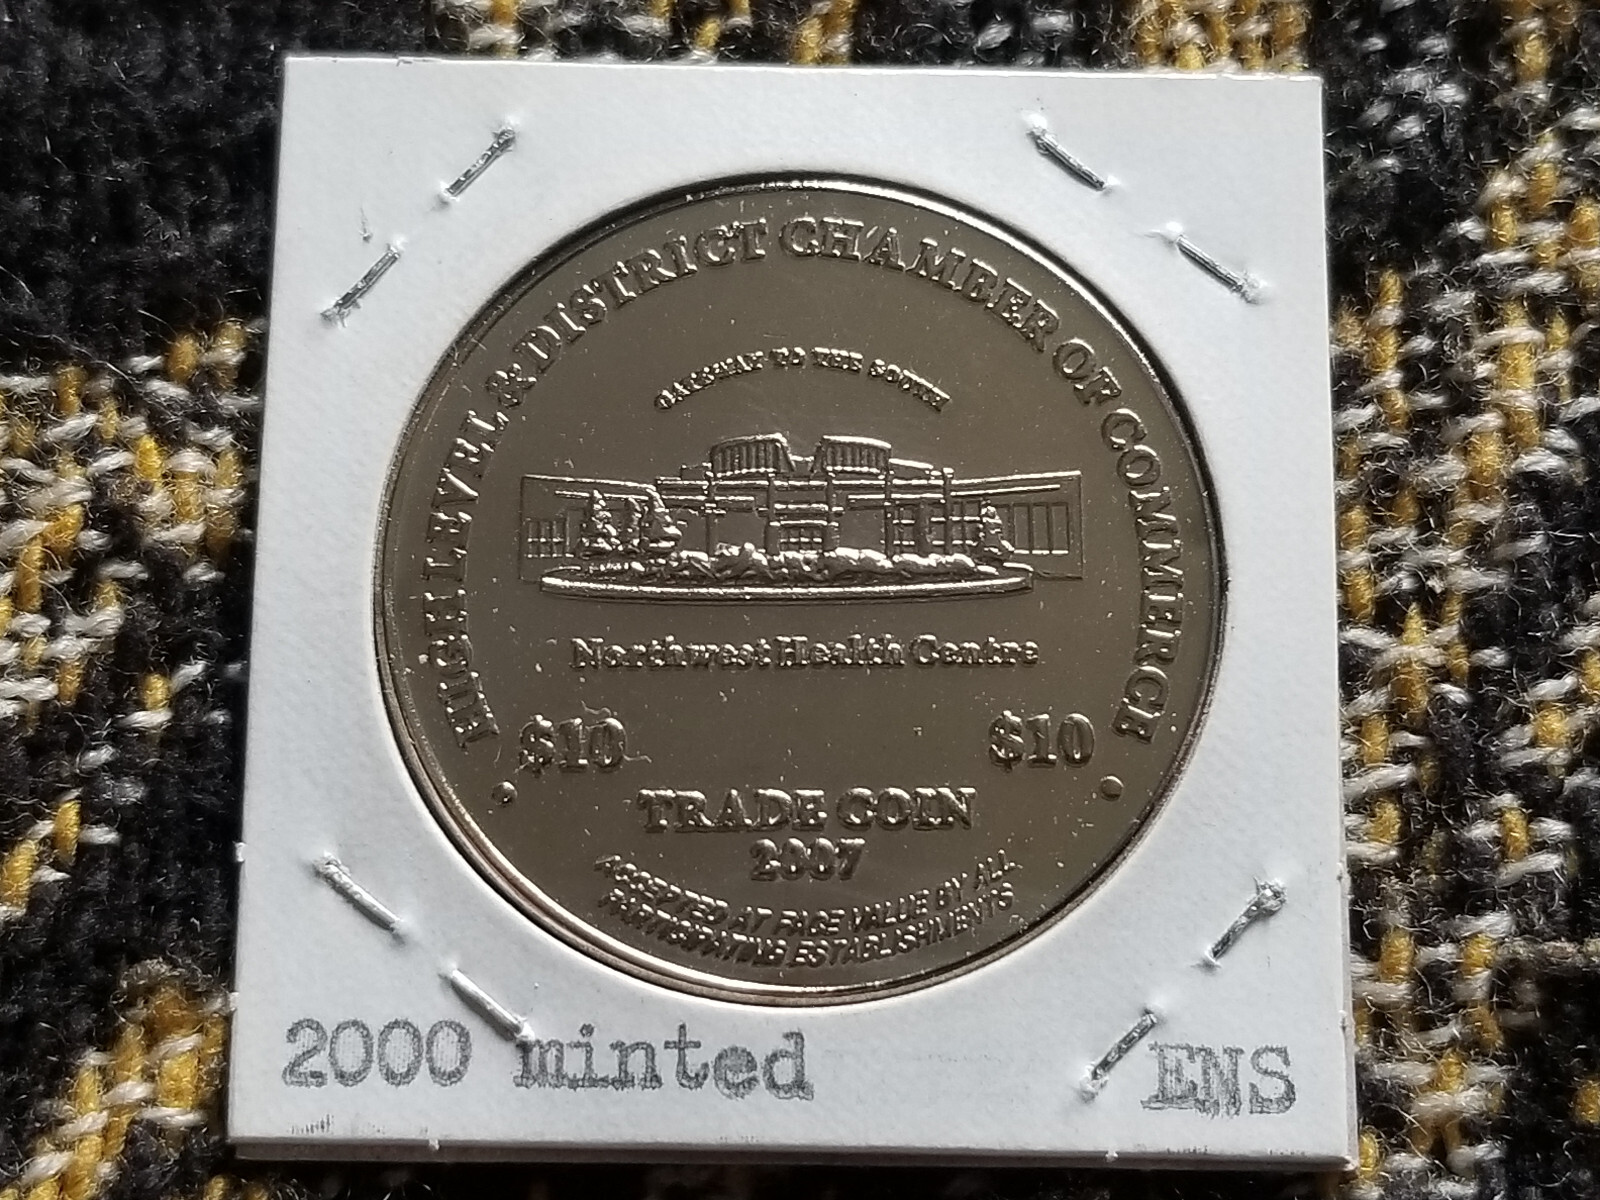 HIGH LEVEL & DISTRICT CHAMBER OF COMMERCE
GATEWAY TO THE SOUTH
Northwest Health Centre
$10 $10
TRADE COIN
2007
ACCEPTED AT FACE VALUE BY ALL
PARTICIPATING ESTABLISHMENTS
2000 minted ENS